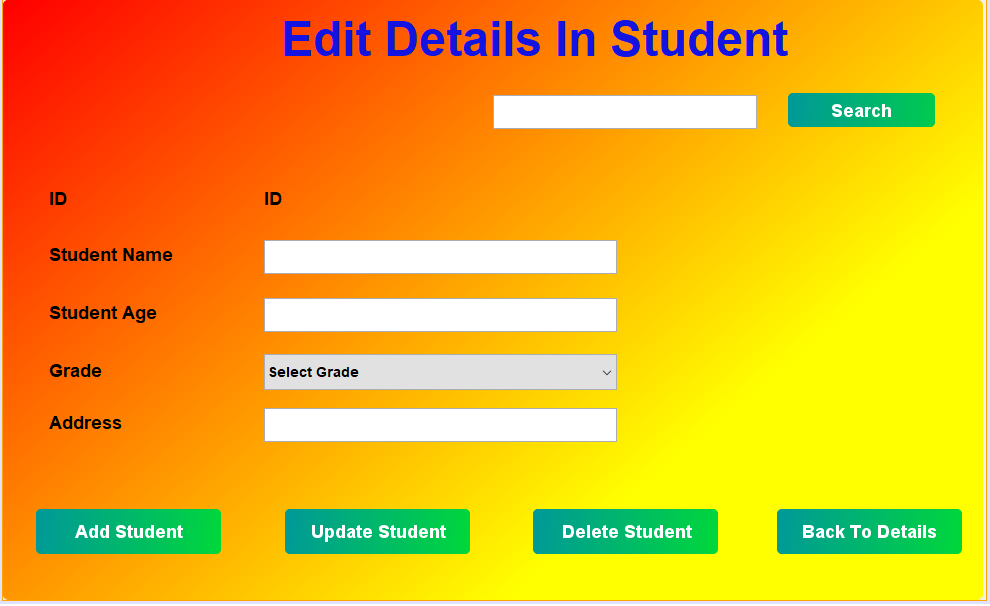 Edit Details In Student
Search
ID ID
Student Name
Student Age
Grade Select Grade
Address
Add Student Update Student Delete Student Back To Details